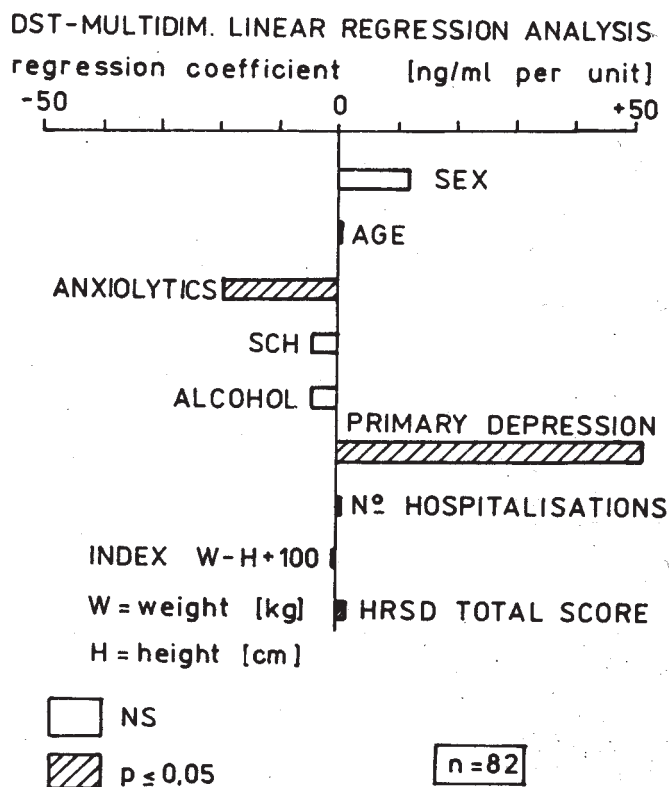 DST-MULTIDIM. LINEAR REGRESSION ANALYSIS
regression coefficient [ng/ml per unit]
-50 0 +50
SEX
AGE
ANXIOLYTICS
SCH
ALCOHOL
PRIMARY DEPRESSION
Nº HOSPITALISATIONS
INDEX W-H+100
W = weight [kg] HRSD TOTAL SCORE
H = height [cm]
NS
p ≤ 0,05
n = 82